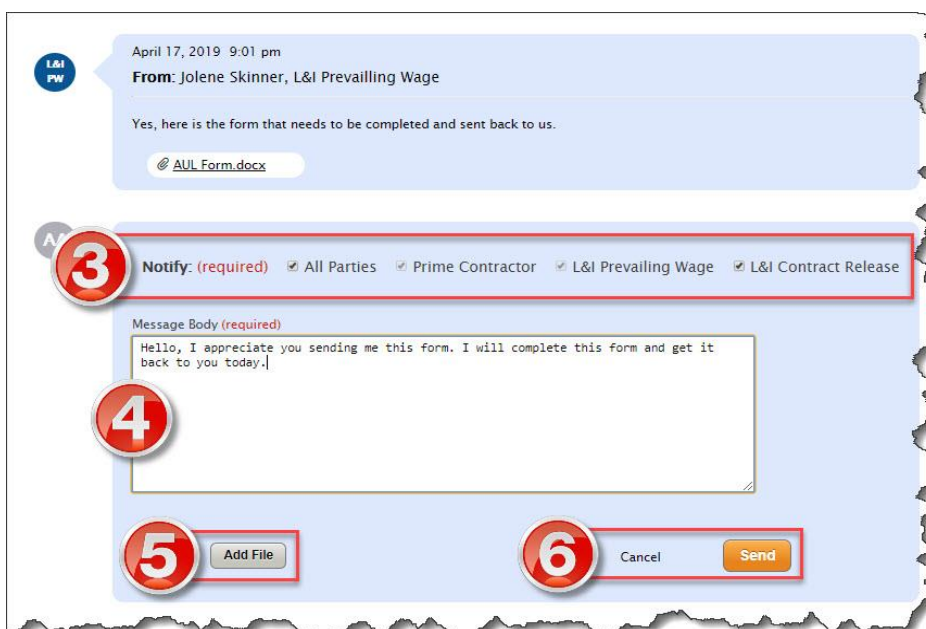 April 17, 2019 9:01 pm
L&I
PW
From: Jolene Skinner, L&I Prevailling Wage
Yes, here is the form that needs to be completed and sent back to us.
AUL Form.docx
3
Notify: (required) All Parties Prime Contractor L&I Prevailing Wage L&I Contract Release
Message Body (required)
Hello, I appreciate you sending me this form. I will complete this form and get it
back to you today.
4
5
Add File
6
Cancel
Send